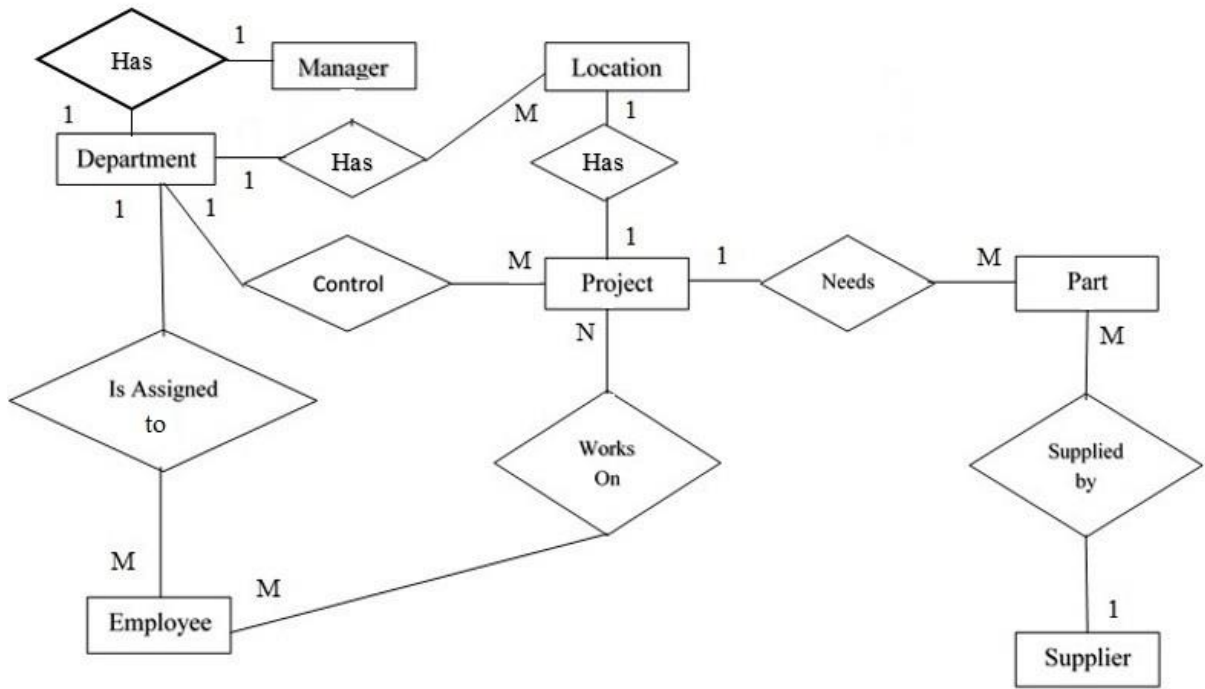 1
Has
Manager
Location
1
M
1
Department
Has
Has
1
1
1
1
1
M
Control
Project
Needs
M
Part
N
M
Is Assigned
to
Works
On
Supplied
by
M
M
Employee
1
Supplier